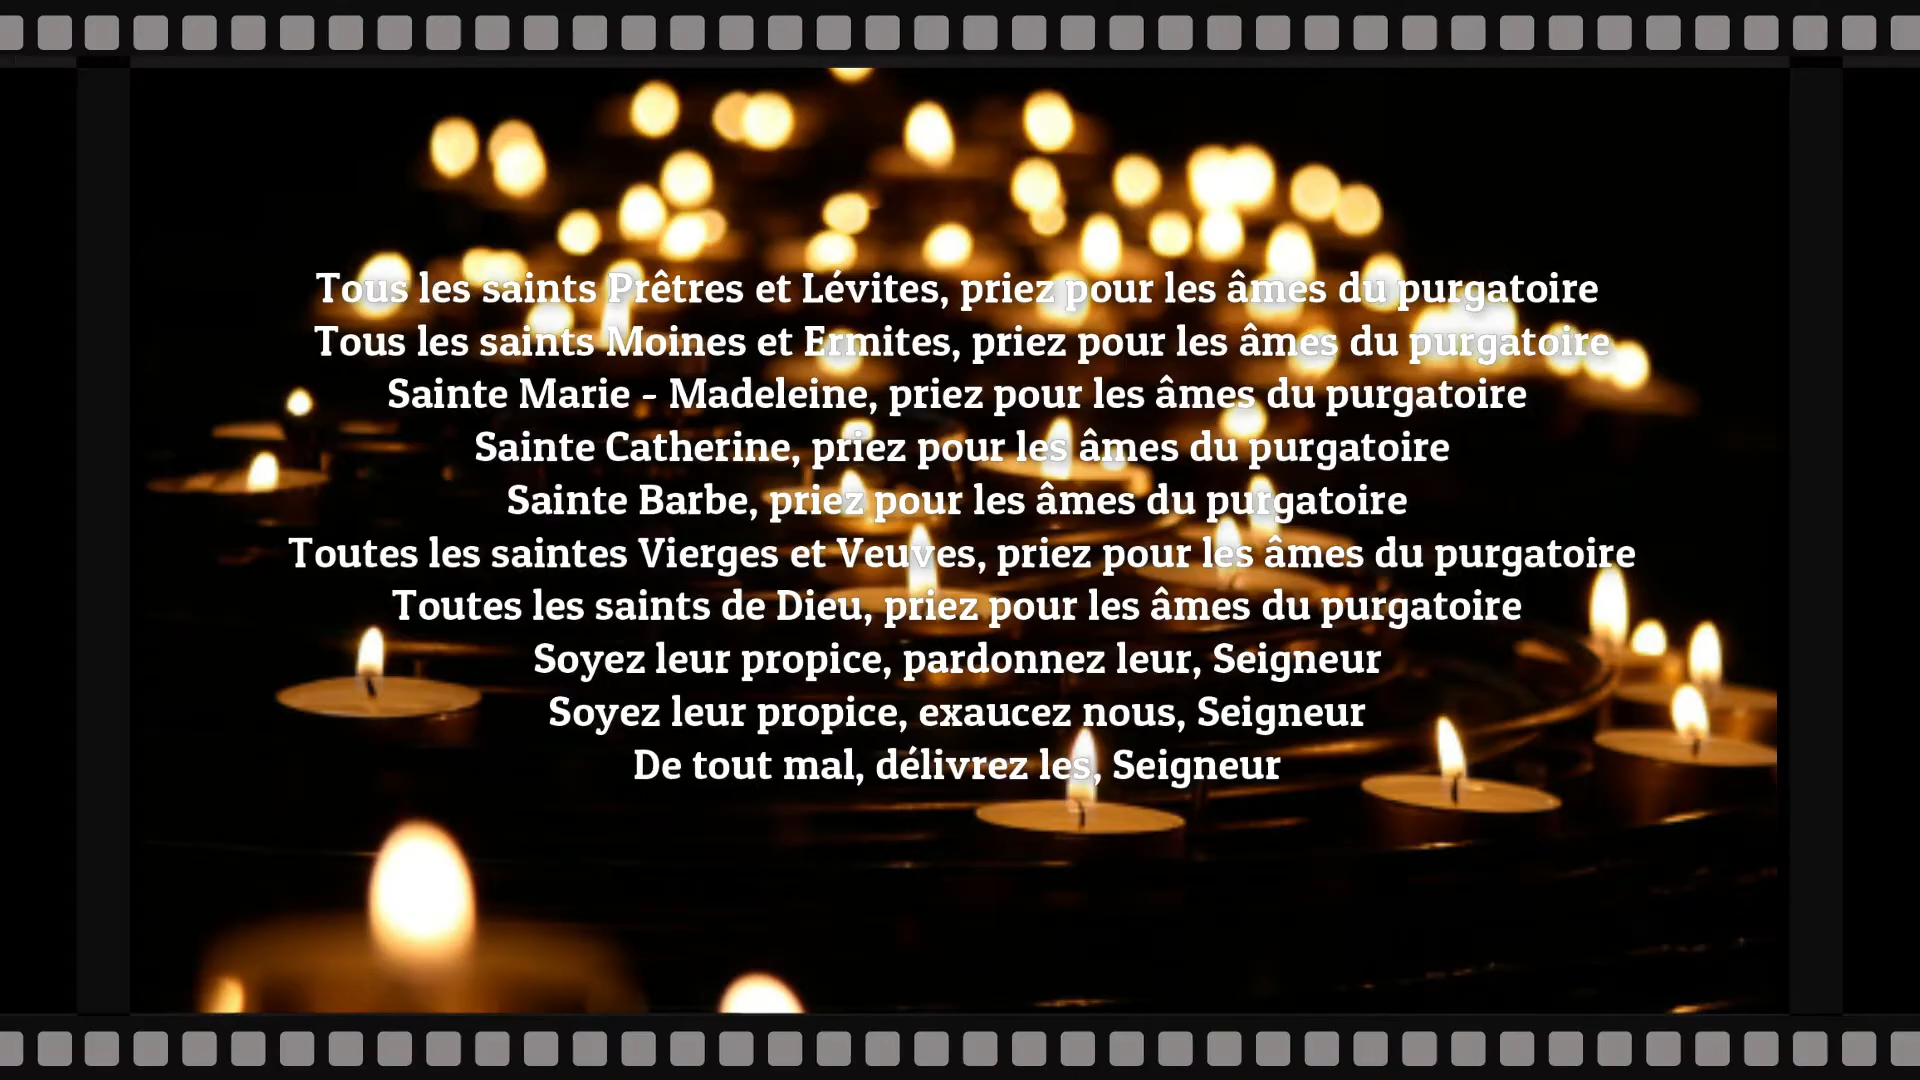 Tous les saints Prêtres et Lévites, priez pour les âmes du purgatoire
Tous les saints Moines et Ermites, priez pour les âmes du purgatoire
Sainte Marie - Madeleine, priez pour les âmes du purgatoire
Sainte Catherine, priez pour les âmes du purgatoire
Sainte Barbe, priez pour les âmes du purgatoire
Toutes les saintes Vierges et Veuves, priez pour les âmes du purgatoire
Toutes les saints de Dieu, priez pour les âmes du purgatoire
Soyez leur propice, pardonnez leur, Seigneur
Soyez leur propice, exaucez nous, Seigneur
De tout mal, délivrez les, Seigneur